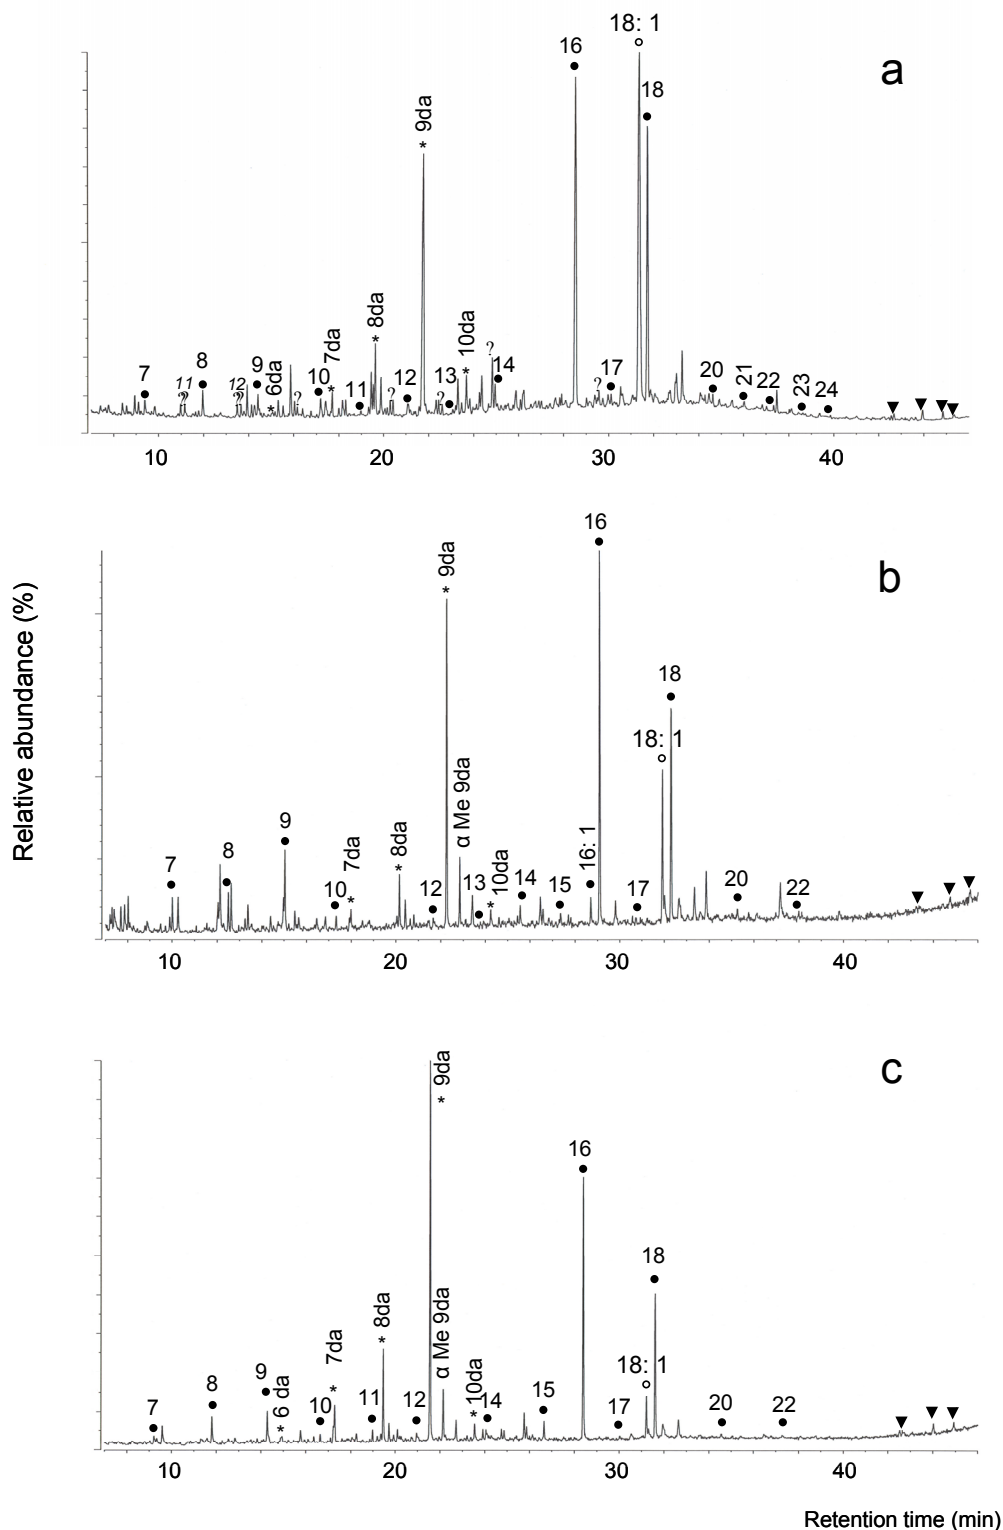 18: 1
16
a
18
9da
*
8da
*
7da
*
10da
*
?
14
13
12
11
10
9
6da
*
12
??
8
11
??
7
?
?
?
?
17
20
21
22
23
24
10 20 30 40
16
b
* 9da
18
18: 1
α Me 9da
9
8da
*
7da
*
8
7
10
12
13
10da
*
14
15
16: 1
17
20
22
10 20 30 40
Relative abundance (%)
c
* 9da
16
18
18: 1
8da
*
α Me 9da
7da
*
9
8
7
6 da
*
10
11
12
10da
*
14
15
17
20
22
10 20 30 40
Retention time (min)